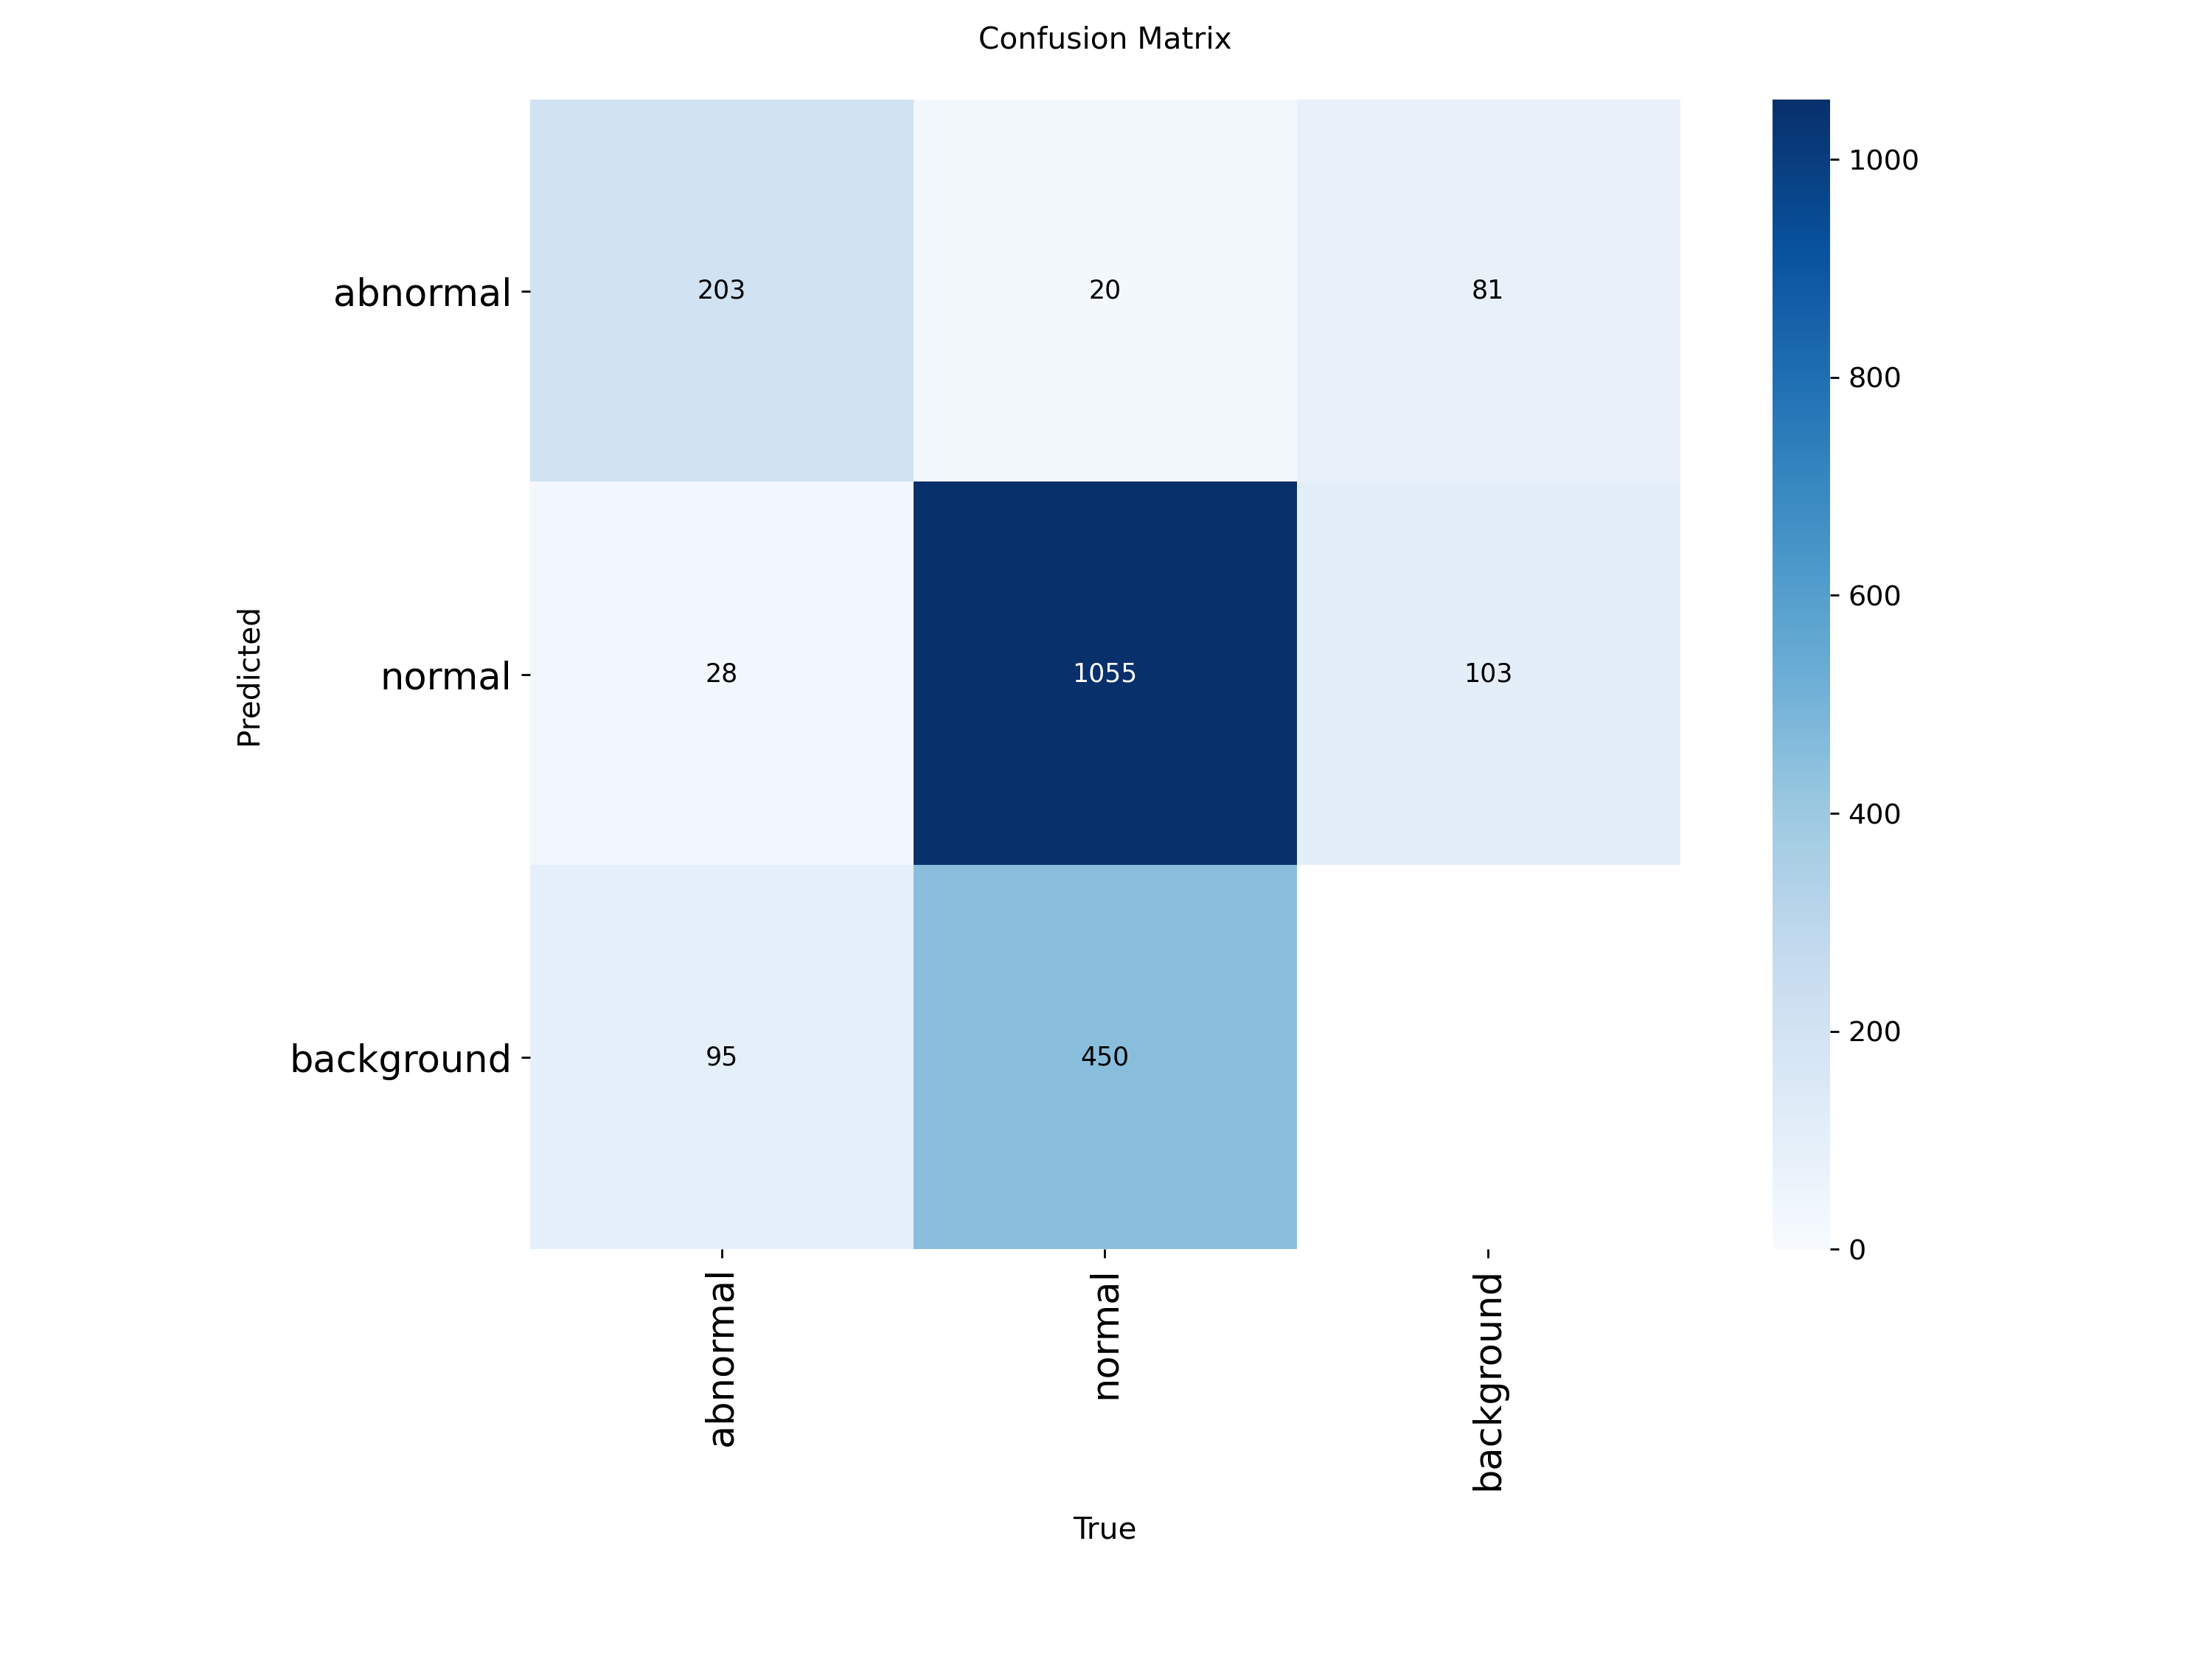 Confusion Matrix
abnormal
203
20
81
1000
800
Predicted
normal
28
1055
103
600
400
background
95
450
200
0
abnormal
normal
background
True